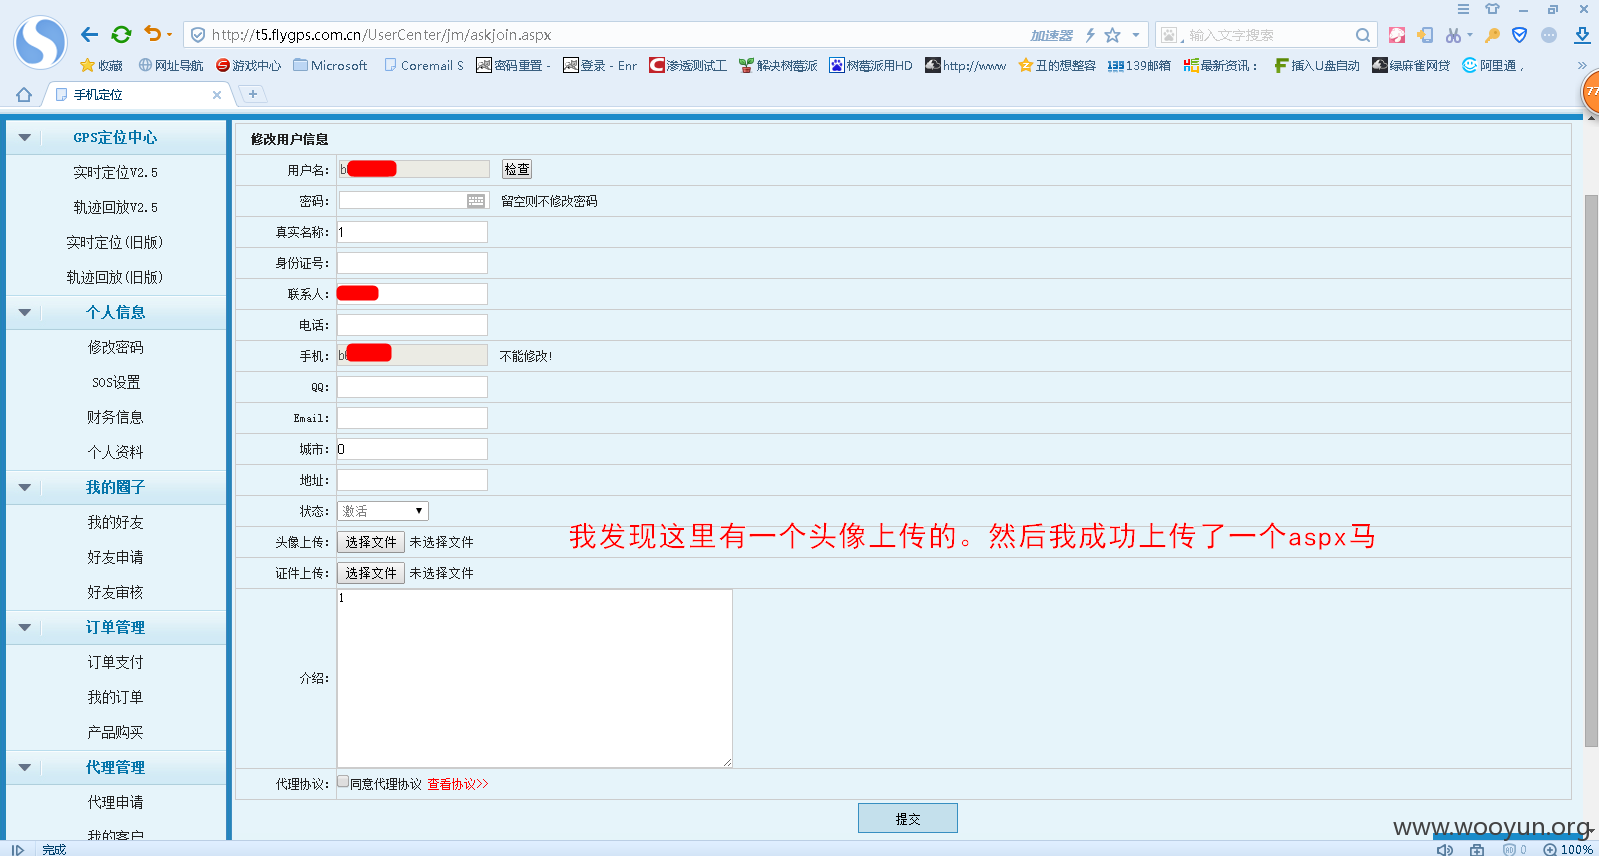 http://t5.flygps.com.cn/UserCenter/jm/askjoin.aspx
加速器
输入文字搜索
收藏
网址导航
游戏中心
Microsoft
Coremail S
密码重置 -
登录 - Enr
渗透测试工
解决树莓派
树莓派用HD
http://www
丑的想整容
139邮箱
最新资讯：
插入U盘自动
绿麻雀网贷
阿里通，
手机定位
77
GPS定位中心
实时定位V2.5
轨迹回放V2.5
实时定位(旧版)
轨迹回放(旧版)
个人信息
修改密码
SOS设置
财务信息
个人资料
我的圈子
我的好友
好友申请
好友审核
订单管理
订单支付
我的订单
产品购买
代理管理
代理申请
我的客户
修改用户信息
用户名: b 检查
密码: 留空则不修改密码
真实名称: 1
身份证号:
联系人:
电话:
手机: b 不能修改!
QQ:
Email:
城市: 0
地址:
状态: 激活
头像上传: 选择文件 未选择文件
我发现这里有一个头像上传的。然后我成功上传了一个aspx马
证件上传: 选择文件 未选择文件
介绍: 1
代理协议: 同意代理协议 查看协议>>
提交
www.wooyun.org
完成
0
100%